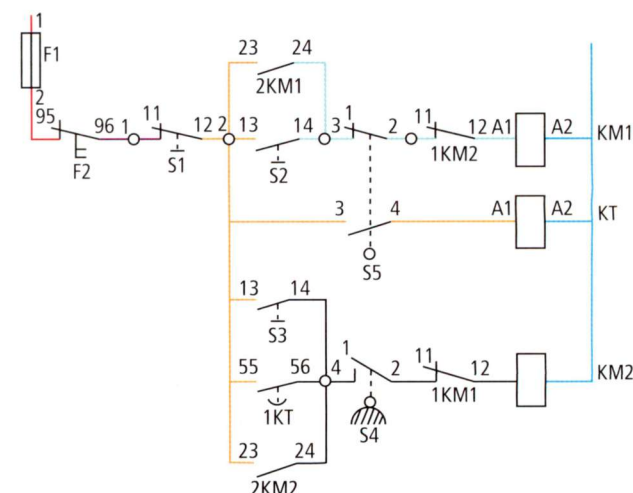 1
F1
2
23 24
2KM1
95 96 1 11 12 2 13 14 3 1 2 11 12 A1 A2 KM1
F2 S1 S2 1KM2
3 4 A1 A2 KT
S5
13 14
S3
55 56 4 1 2 11 12 KM2
1KT S4 1KM1
23 24
2KM2